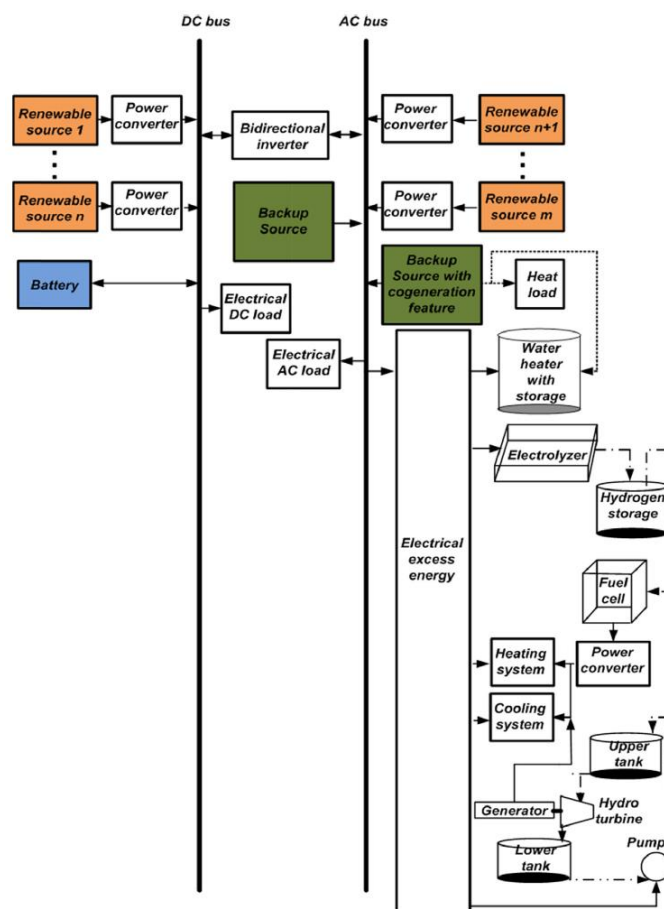 DC bus
AC bus
Renewable
source 1
Power
converter
Bidirectional
inverter
Power
converter
Renewable
source n+1
Renewable
source n
Power
converter
Backup
Source
Power
converter
Renewable
source m
Battery
Electrical
DC load
Backup
Source with
cogeneration
feature
Heat
load
Electrical
AC load
Water
heater
with
storage
Electrolyzer
Hydrogen
storage
Electrical
excess
energy
Fuel
cell
Heating
system
Power
converter
Cooling
system
Upper
tank
Generator
Hydro
turbine
Lower
tank
Pump